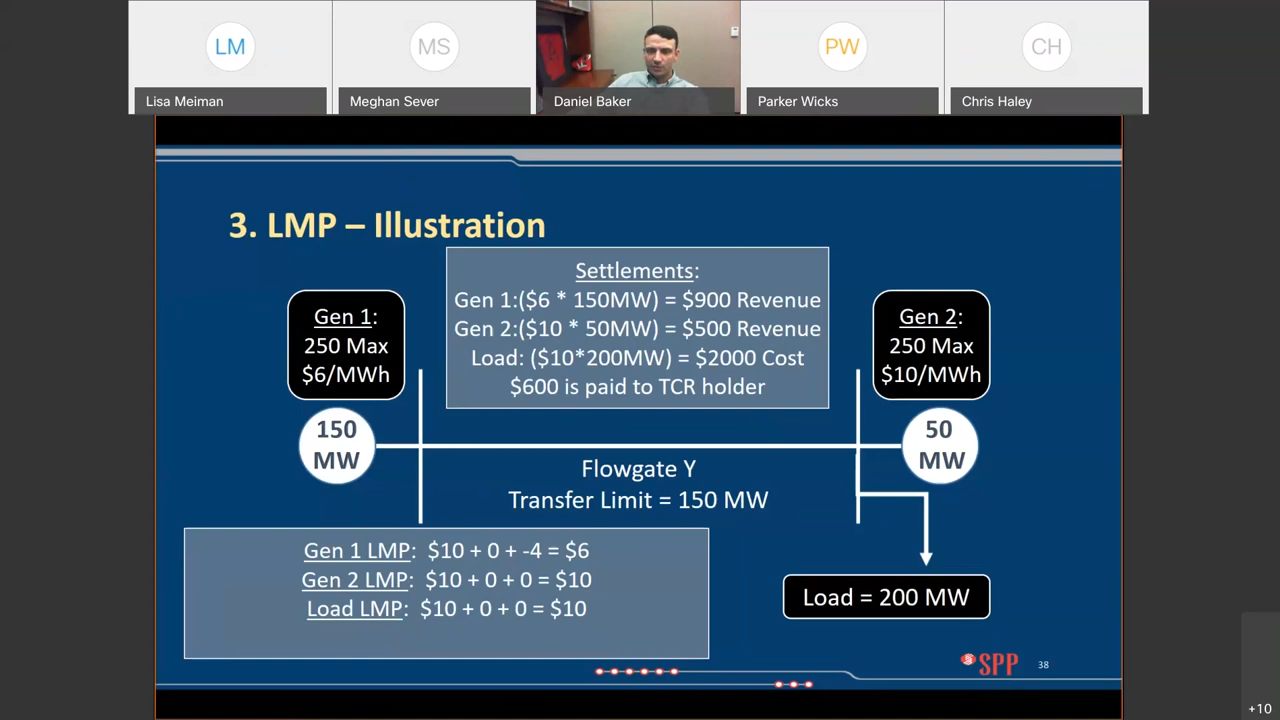 LM
MS
PW
CH
Lisa Meiman
Meghan Sever
Daniel Baker
Parker Wicks
Chris Haley
3. LMP – Illustration
Settlements:
Gen 1:($6 * 150MW) = $900 Revenue
Gen 2:($10 * 50MW) = $500 Revenue
Load: ($10*200MW) = $2000 Cost
$600 is paid to TCR holder
Gen 1:
250 Max
$6/MWh
Gen 2:
250 Max
$10/MWh
150
MW
50
MW
Flowgate Y
Transfer Limit = 150 MW
Gen 1 LMP: $10 + 0 + -4 = $6
Gen 2 LMP: $10 + 0 + 0 = $10
Load LMP: $10 + 0 + 0 = $10
Load = 200 MW
SPP
38
+10